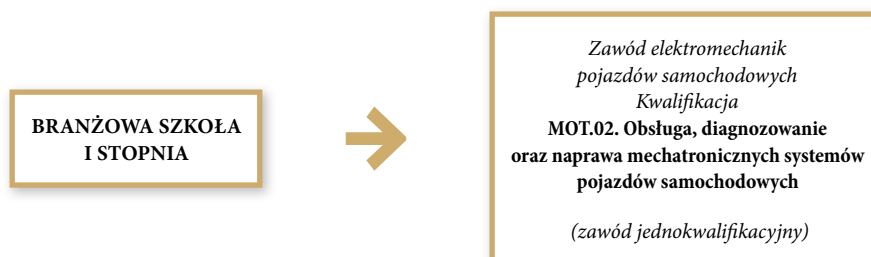 BRANŻOWA SZKOŁA
I STOPNIA
Zawód elektromechanik
pojazdów samochodowych
Kwalifikacja
MOT.02. Obsługa, diagnozowanie
oraz naprawa mechatronicznych systemów
pojazdów samochodowych
(zawód jednokwalifikacyjny)